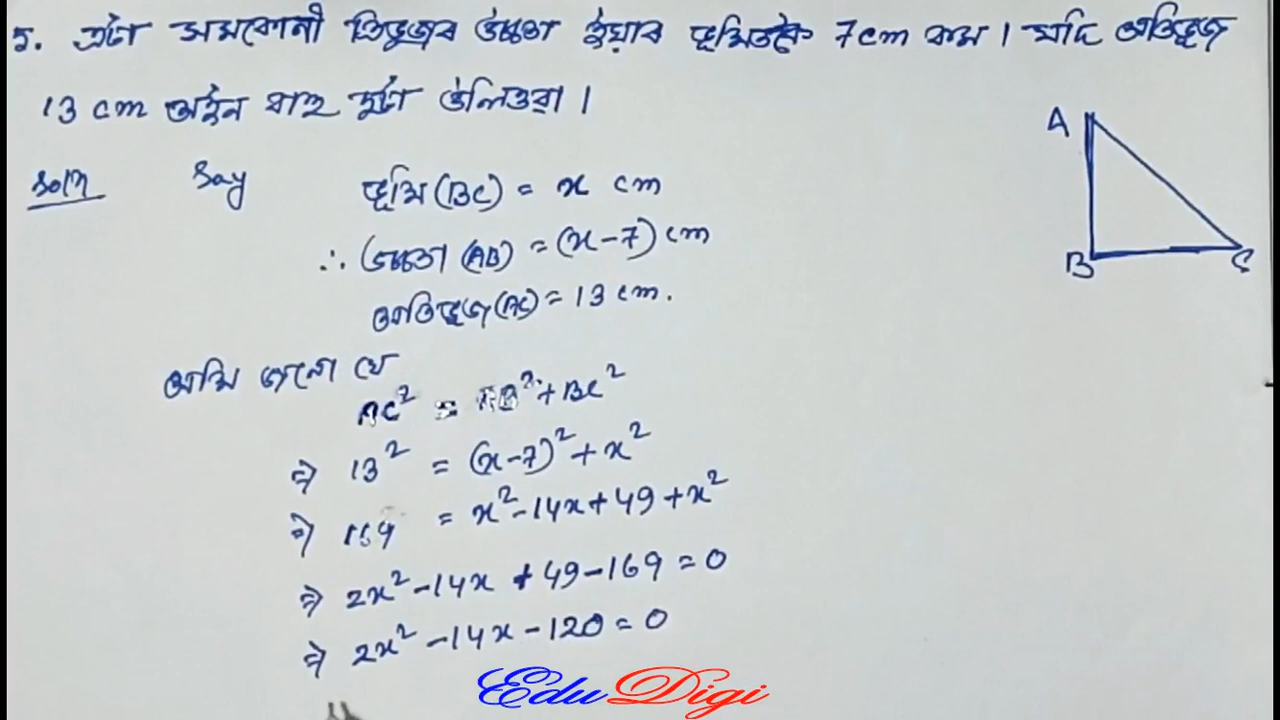 5. এটা সমকোনী ত্ৰিভুজৰ উচ্চতা ইয়াৰ ভূমিতকৈ 7cm কম । যদি অতিভূজ
13 cm অইন বাহু দুটা উলিওৱা ।
Soln Say ভূমি (BC) = x cm
∴ উচ্চতা (AB) = (x-7) cm
অতিভূজ (AC) = 13 cm.
আমি জানো যে
AC² = AB² + BC²
⇒ 13² = (x-7)² + x²
⇒ 169 = x² - 14x + 49 + x²
⇒ 2x² - 14x + 49 - 169 = 0
⇒ 2x² - 14x - 120 = 0
A
B
C
EduDigi